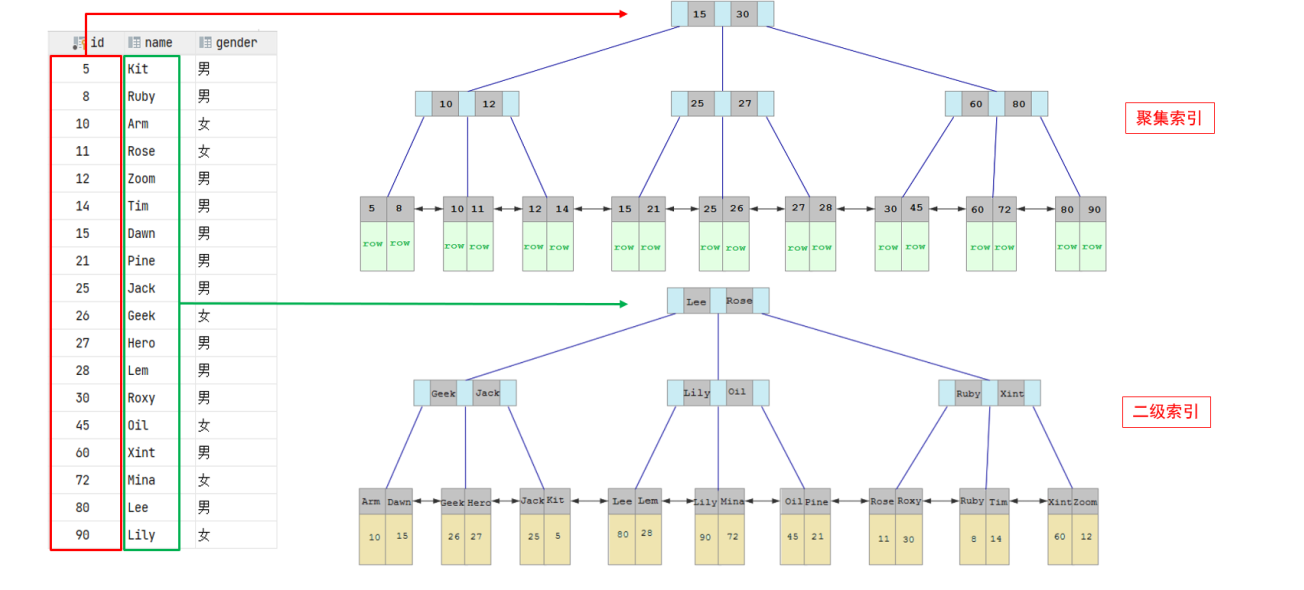 id name gender
5 Kit 男
8 Ruby 男
10 Arm 女
11 Rose 女
12 Zoom 男
14 Tim 男
15 Dawn 男
21 Pine 男
25 Jack 男
26 Geek 女
27 Hero 男
28 Lem 男
30 Roxy 男
45 Oil 女
60 Xint 男
72 Mina 女
80 Lee 男
90 Lily 女
15 30
10 12 25 27 60 80
聚集索引
5 8 10 11 12 14 15 21 25 26 27 28 30 45 60 72 80 90
row row row row row row row row row row row row row row row row row row
Lee Rose
Geek Jack Lily Oil Ruby Xint
二级索引
Arm Dawn Geek Hero Jack Kit Lee Lem Lily Mina Oil Pine Rose Roxy Ruby Tim Xint Zoom
10 15 26 27 25 5 80 28 90 72 45 21 11 30 8 14 60 12